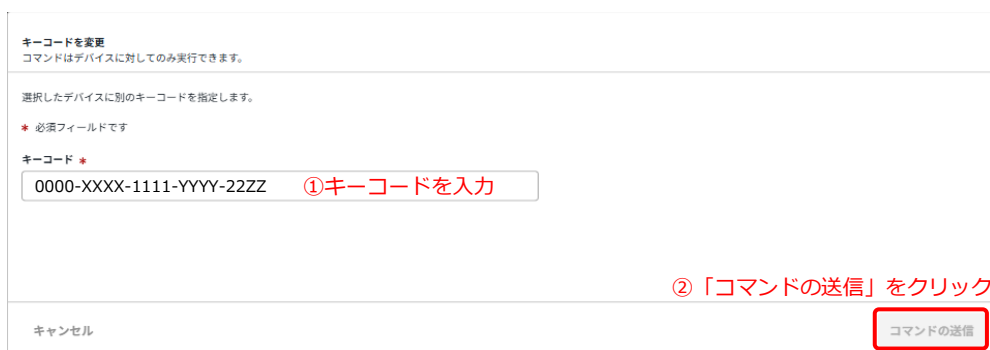 キーコードを変更
コマンドはデバイスに対してのみ実行できます。
選択したデバイスに別のキーコードを指定します。
* 必須フィールドです
キーコード *
0000-XXXX-1111-YYYY-22ZZ ①キーコードを入力
②「コマンドの送信」をクリック
キャンセル コマンドの送信